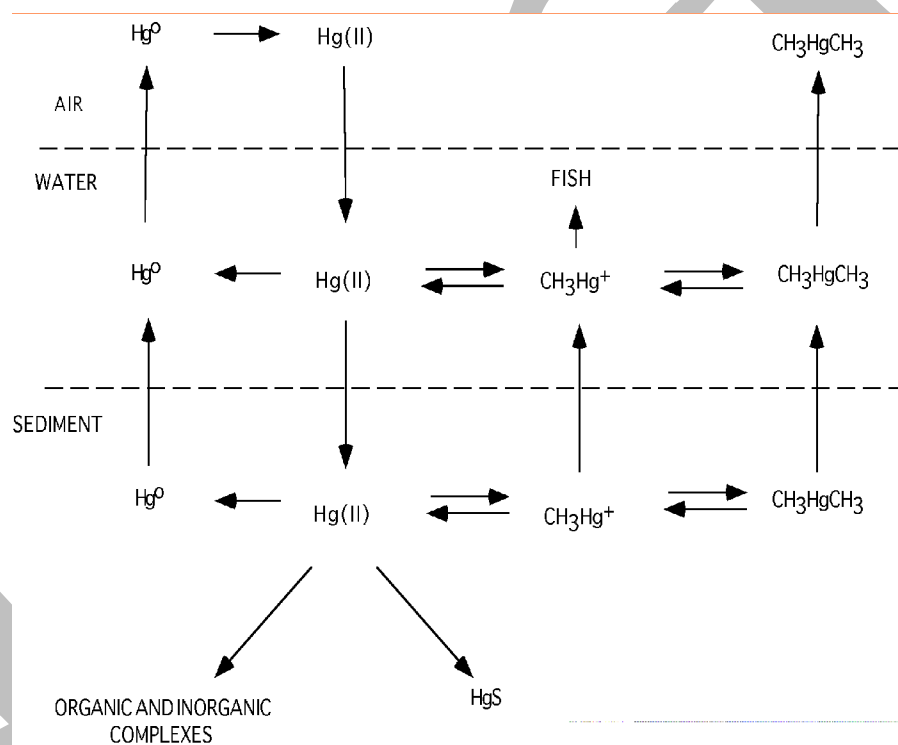 Hg⁰ Hg(II) CH₃HgCH₃
AIR
WATER
FISH
Hg⁰ Hg(II) CH₃Hg⁺ CH₃HgCH₃
SEDIMENT
Hg⁰ Hg(II) CH₃Hg⁺ CH₃HgCH₃
HgS
ORGANIC AND INORGANIC
COMPLEXES